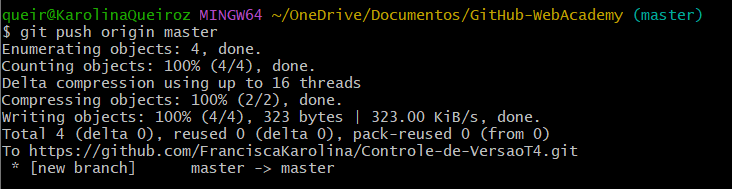 queir@KarolinaQueiroz MINGW64 ~/OneDrive/Documentos/GitHub-WebAcademy (master)
$ git push origin master
Enumerating objects: 4, done.
Counting objects: 100% (4/4), done.
Delta compression using up to 16 threads
Compressing objects: 100% (2/2), done.
Writing objects: 100% (4/4), 323 bytes | 323.00 KiB/s, done.
Total 4 (delta 0), reused 0 (delta 0), pack-reused 0 (from 0)
To https://github.com/FranciscaKarolina/Controle-de-VersaoT4.git
 * [new branch]      master -> master